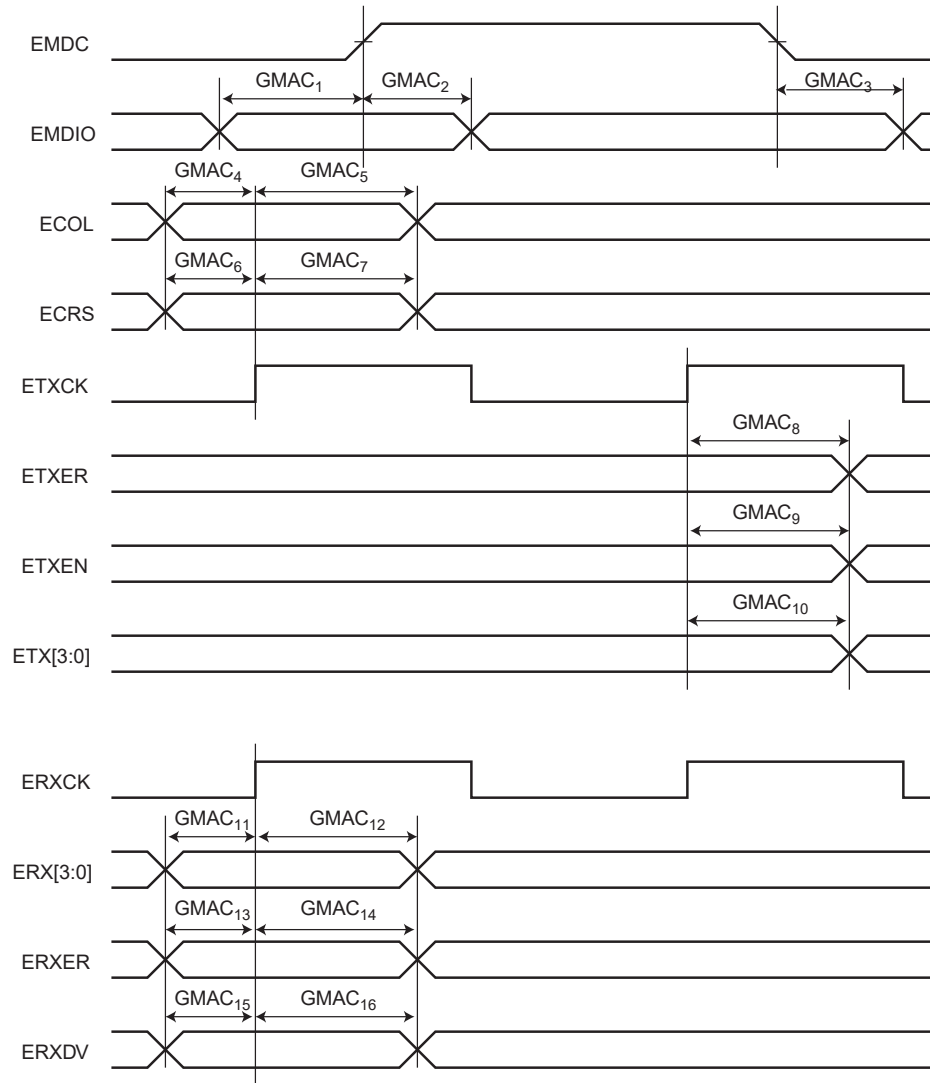 EMDC
GMAC1 GMAC2 GMAC3
EMDIO
GMAC4 GMAC5
ECOL
GMAC6 GMAC7
ECRS
ETXCK
GMAC8
ETXER
GMAC9
ETXEN
GMAC10
ETX[3:0]
ERXCK
GMAC11 GMAC12
ERX[3:0]
GMAC13 GMAC14
ERXER
GMAC15 GMAC16
ERXDV